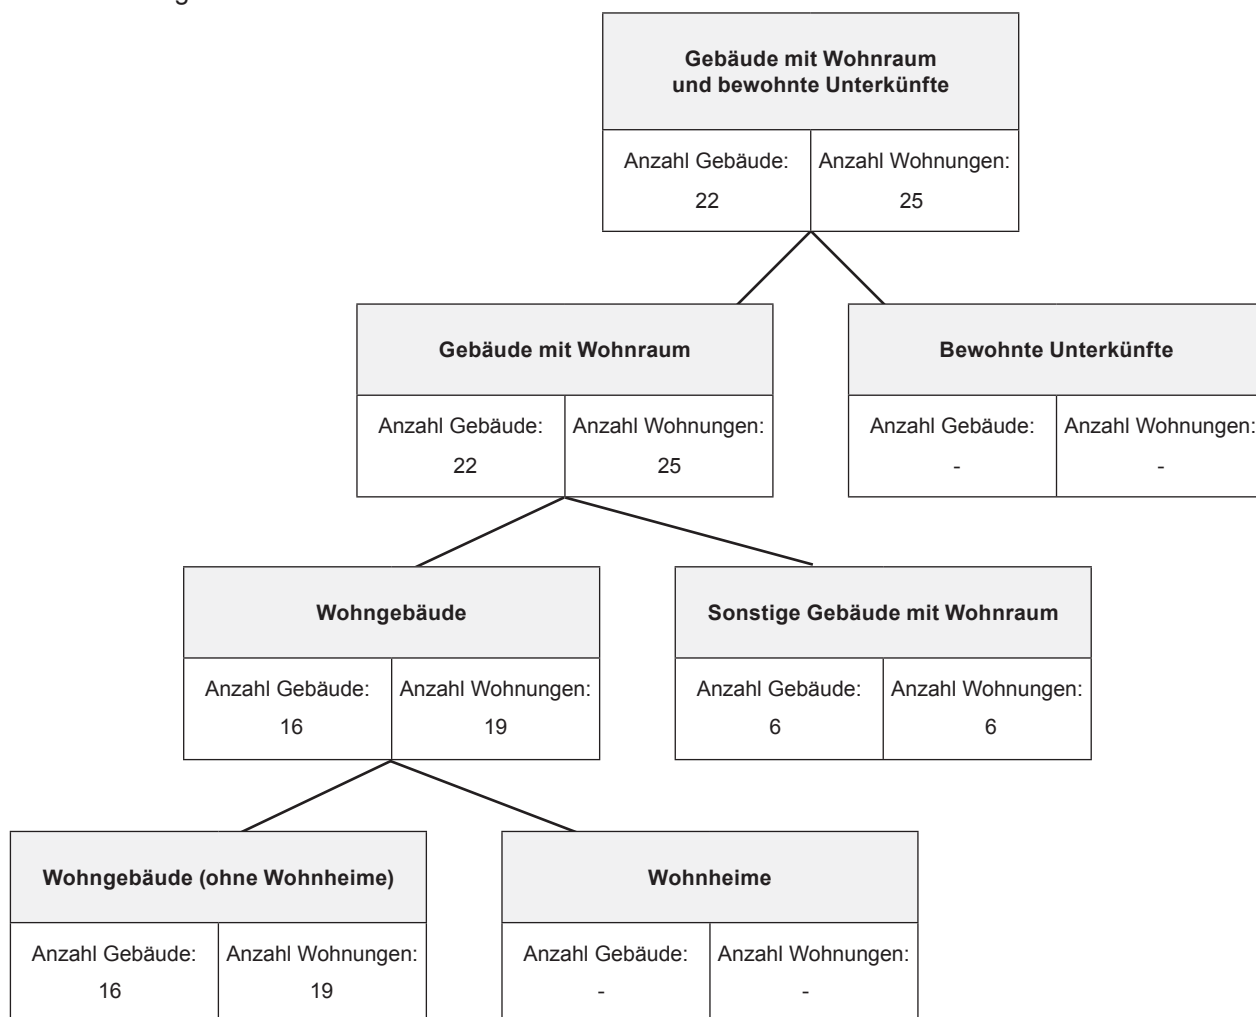 Gebäude mit Wohnraum
und bewohnte Unterkünfte
Anzahl Gebäude: Anzahl Wohnungen:
22 25
Gebäude mit Wohnraum Bewohnte Unterkünfte
Anzahl Gebäude: Anzahl Wohnungen: Anzahl Gebäude: Anzahl Wohnungen:
22 25 - -
Wohngebäude Sonstige Gebäude mit Wohnraum
Anzahl Gebäude: Anzahl Wohnungen: Anzahl Gebäude: Anzahl Wohnungen:
16 19 6 6
Wohngebäude (ohne Wohnheime) Wohnheime
Anzahl Gebäude: Anzahl Wohnungen: Anzahl Gebäude: Anzahl Wohnungen:
16 19 - -